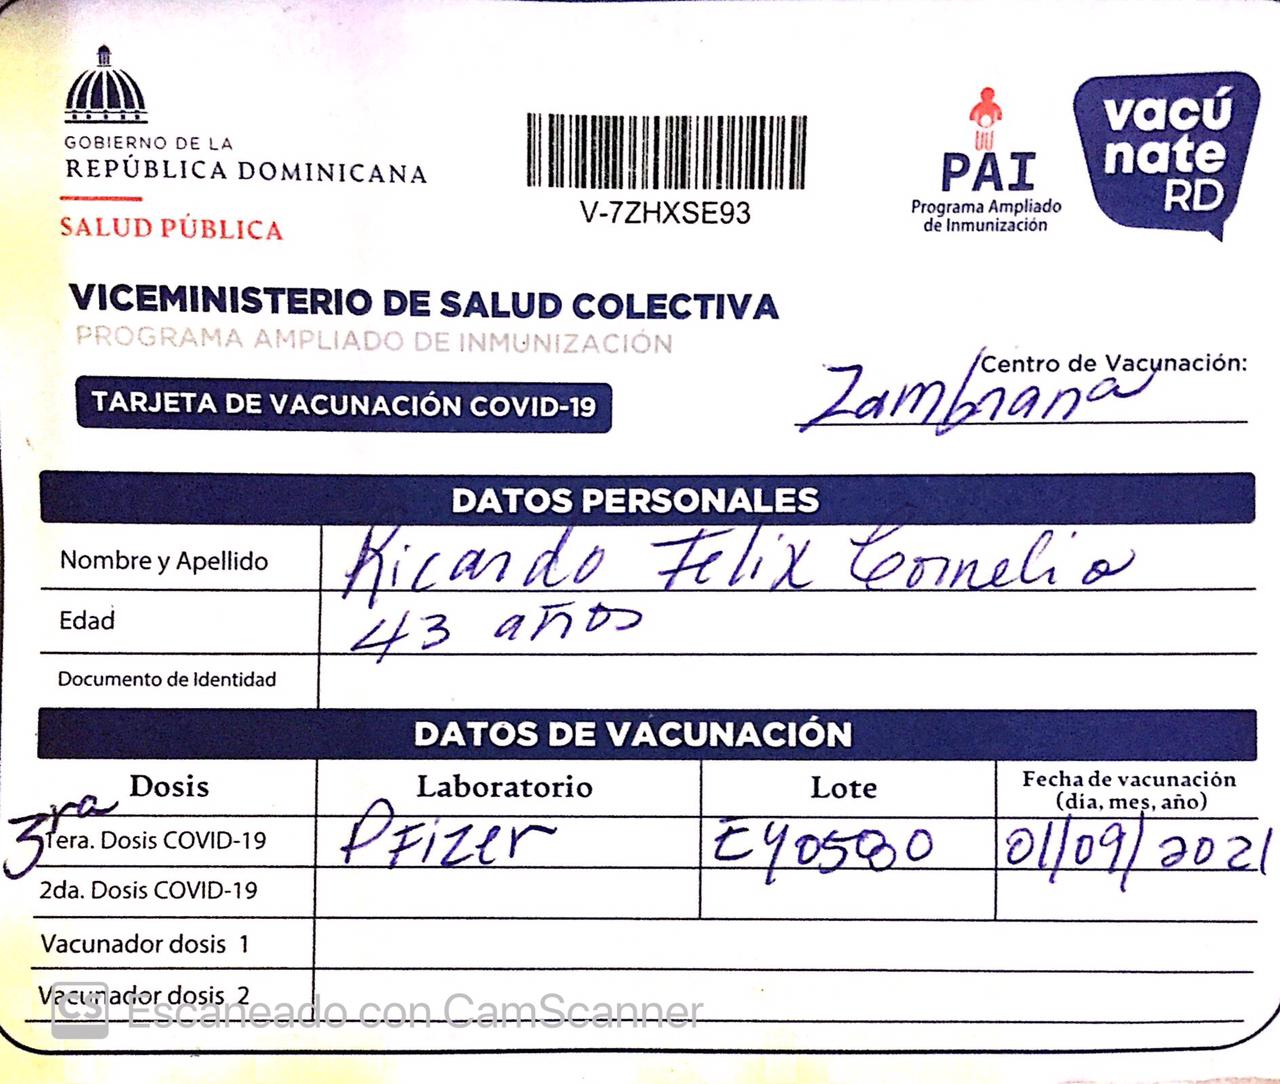 GOBIERNO DE LA
REPÚBLICA DOMINICANA
SALUD PÚBLICA
V-7ZHXSE93
PAI
Programa Ampliado
de Inmunización
vacú
nate
RD
VICEMINISTERIO DE SALUD COLECTIVA
PROGRAMA AMPLIADO DE INMUNIZACIÓN
Centro de Vacunación:
Zambrana
TARJETA DE VACUNACIÓN COVID-19
DATOS PERSONALES
Nombre y Apellido Ricardo Felix Cornelio
Edad 43 años
Documento de Identidad
DATOS DE VACUNACIÓN
Dosis Laboratorio Lote Fecha de vacunación
(día, mes, año)
3ra
1era. Dosis COVID-19 Pfizer 01/09/2021
2da. Dosis COVID-19
Vacunador dosis 1
Vacunador dosis 2
CS Escaneado con CamScanner